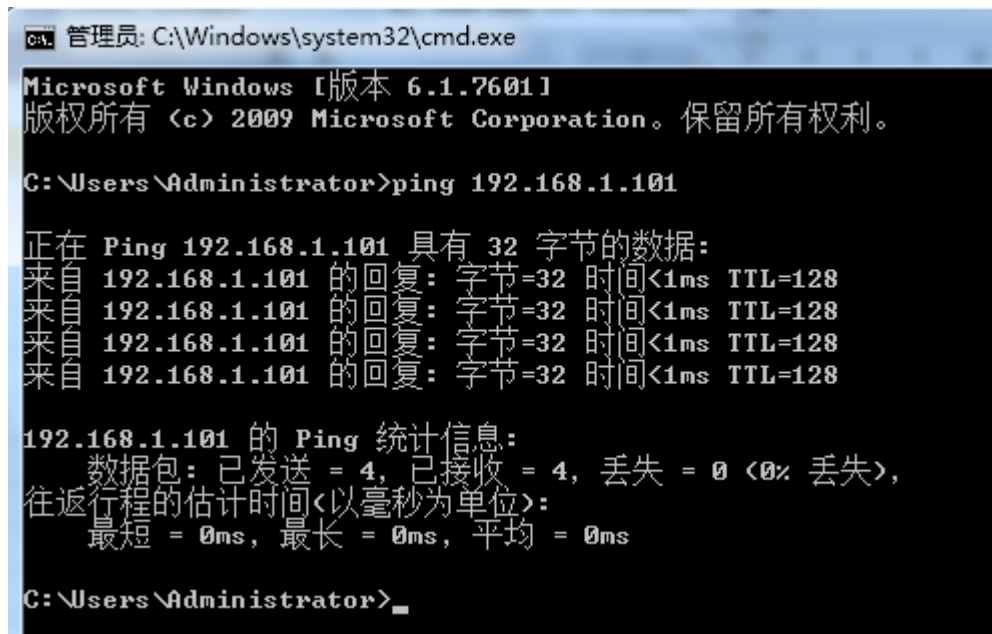 管理员: C:\Windows\system32\cmd.exe
Microsoft Windows [版本 6.1.7601]
版权所有 (c) 2009 Microsoft Corporation。保留所有权利。
C:\Users\Administrator>ping 192.168.1.101
正在 Ping 192.168.1.101 具有 32 字节的数据:
来自 192.168.1.101 的回复: 字节=32 时间<1ms TTL=128
来自 192.168.1.101 的回复: 字节=32 时间<1ms TTL=128
来自 192.168.1.101 的回复: 字节=32 时间<1ms TTL=128
来自 192.168.1.101 的回复: 字节=32 时间<1ms TTL=128
192.168.1.101 的 Ping 统计信息:
数据包: 已发送 = 4, 已接收 = 4, 丢失 = 0 (0% 丢失),
往返行程的估计时间(以毫秒为单位):
最短 = 0ms, 最长 = 0ms, 平均 = 0ms
C:\Users\Administrator>_